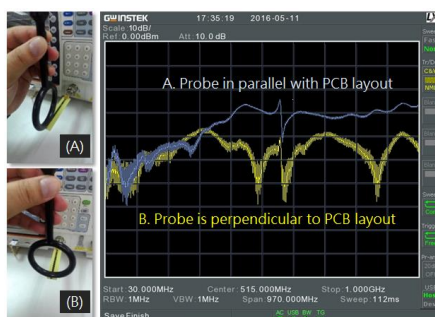 GWINSTEK 17:35.19 2016-05-11
Scale:10dB/
Ref:0.00dBm Att:10.0 dB
A. Probe in parallel with PCB layout
(A)
B. Probe is perpendicular to PCB layout
(B)
Start:30.000MHz Center:515.000MHz Stop:1.000GHz
RBW:1MHz VBW:1MHz Span:970.000MHz Sweep:112ms
Save Finish AC USB BW TG